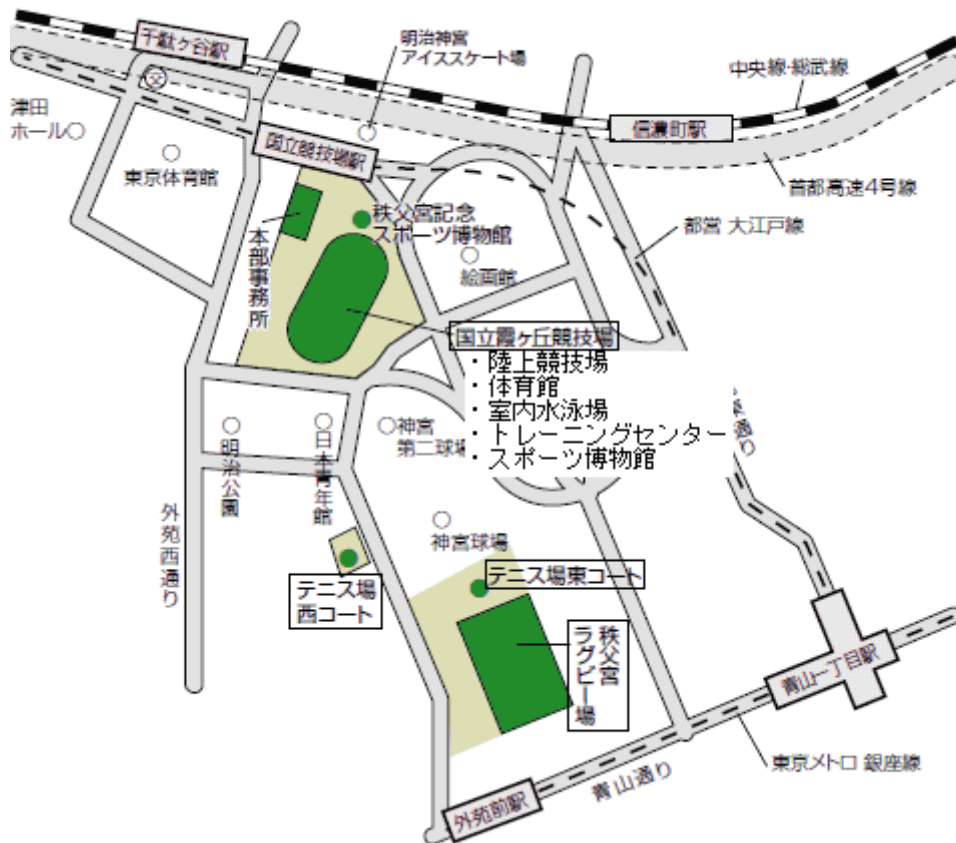 千駄ヶ谷駅
明治神宮
アイススケート場
中央線・総武線
津田
ホール○
信濃町駅
国立競技場駅
東京体育館
首都高速4号線
秩父宮記念
スポーツ博物館
都営 大江戸線
本部事務所
絵画館
国立霞ヶ丘競技場
・陸上競技場
・体育館
・室内水泳場
・トレーニングセンター
・スポーツ博物館
通り
○神宮
第二球場
○日本青年館
○明治公園
外苑西通り
神宮球場
テニス場東コート
テニス場
西コート
秩父宮
ラグビー場
青山一丁目駅
東京メトロ 銀座線
青山通り
外苑前駅